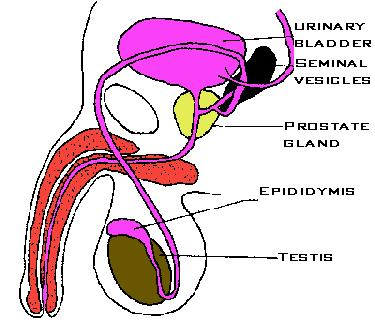 URINARY
BLADDER
SEMINAL
VESICLES
PROSTATE
GLAND
EPIDIDYMIS
TESTIS